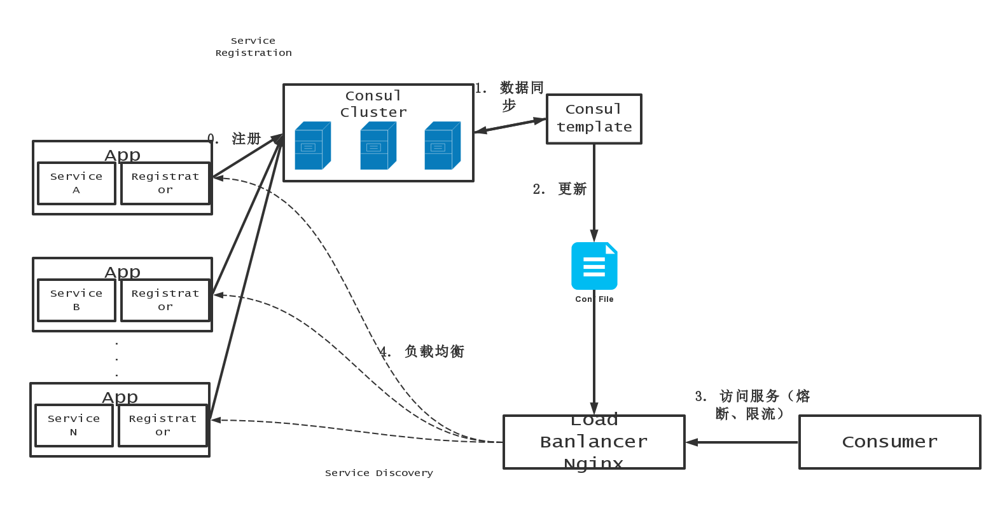 Service
Registration
Consul
Cluster
1. 数据同
步
Consul
template
0. 注册
App
Service
A
Registrat
or
2. 更新
App
Service
B
Registrat
or
Conf File
.
.
.
4. 负载均衡
App
Service
N
Registrat
or
3. 访问服务（熔
断、限流）
Load
Banlancer
Nginx
Consumer
Service Discovery